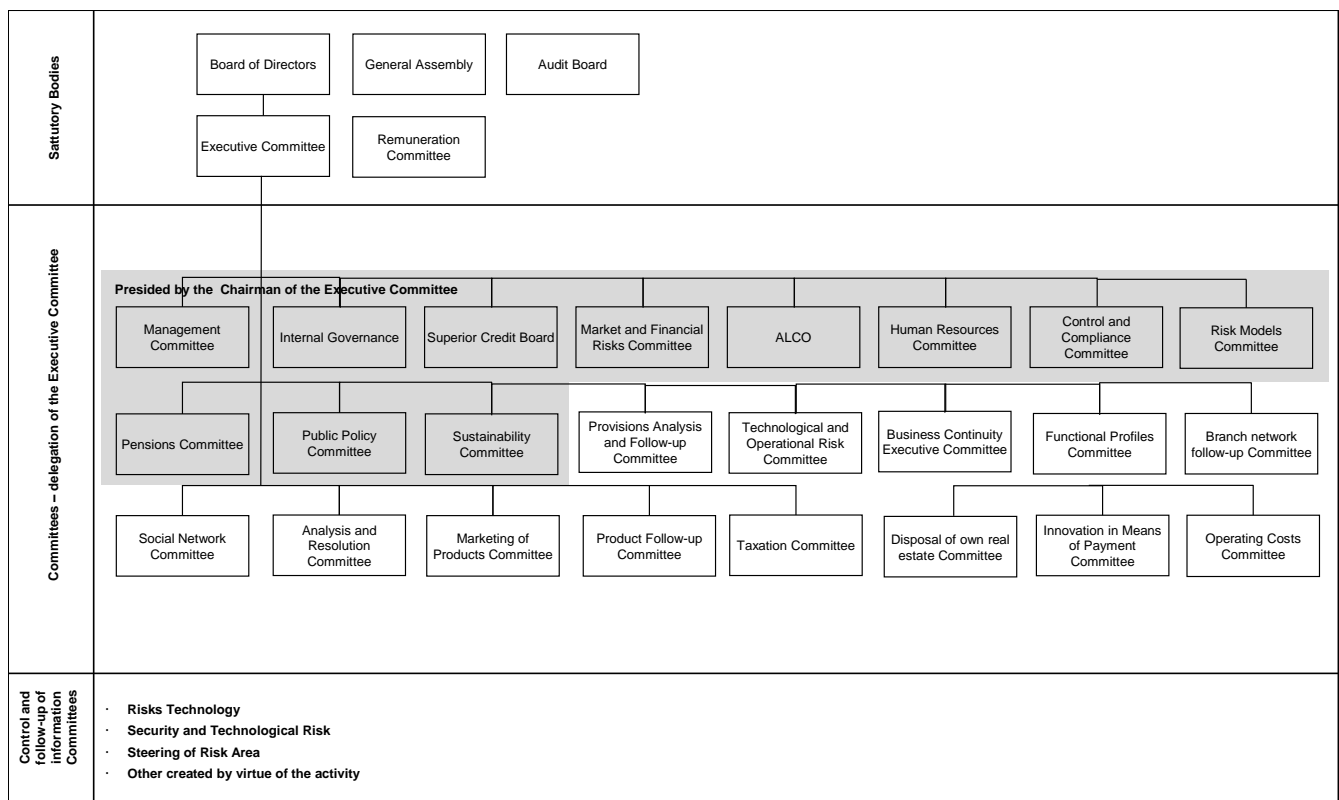 Sattutory Bodies
Board of Directors
General Assembly
Audit Board
Executive Committee
Remuneration
Committee
Committees – delegation of the Executive Committee
Presided by the Chairman of the Executive Committee
Management
Committee
Internal Governance
Superior Credit Board
Market and Financial
Risks Committee
ALCO
Human Resources
Committee
Control and
Compliance
Committee
Risk Models
Committee
Pensions Committee
Public Policy
Committee
Sustainability
Committee
Provisions Analysis
and Follow-up
Committee
Technological and
Operational Risk
Committee
Business Continuity
Executive Committee
Functional Profiles
Committee
Branch network
follow-up Committee
Social Network
Committee
Analysis and
Resolution
Committee
Marketing of
Products Committee
Product Follow-up
Committee
Taxation Committee
Disposal of own real
estate Committee
Innovation in Means
of Payment
Committee
Operating Costs
Committee
Control and
follow-up of
information
Committees
· Risks Technology
· Security and Technological Risk
· Steering of Risk Area
· Other created by virtue of the activity